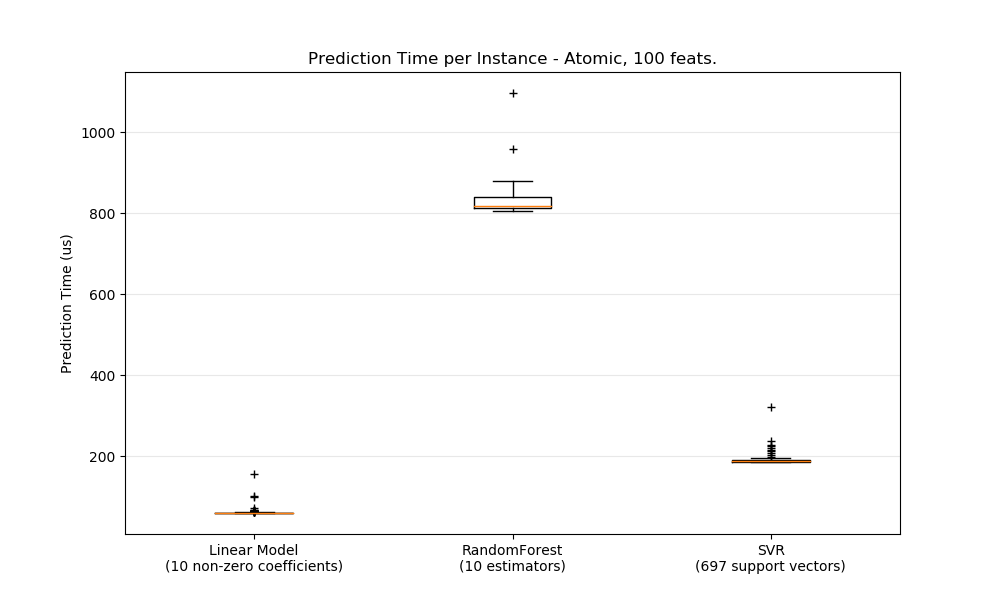 Prediction Time per Instance - Atomic, 100 feats.
Prediction Time (us)
1000
800
600
400
200
Linear Model
(10 non-zero coefficients)
RandomForest
(10 estimators)
SVR
(697 support vectors)